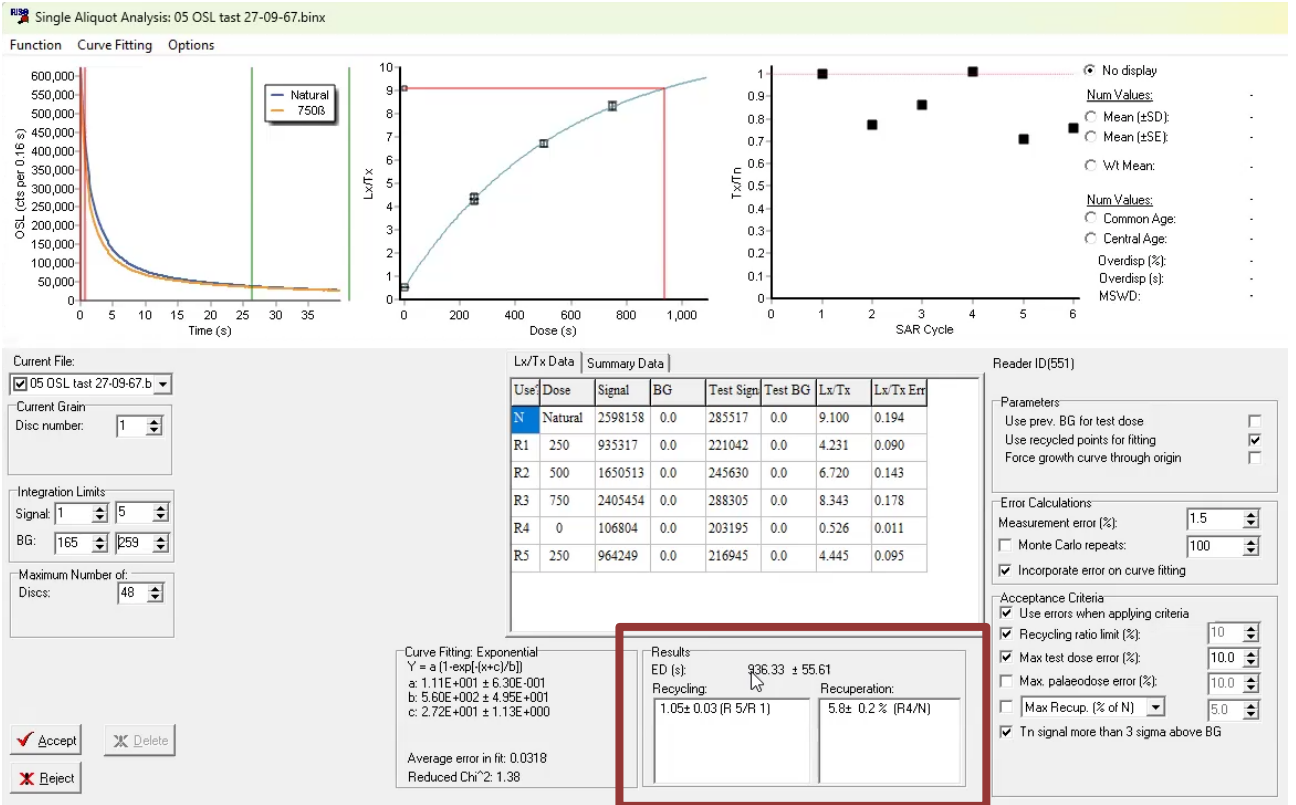 RISØ
Single Aliquot Analysis: 05 OSL tast 27-09-67.binx
Function Curve Fitting Options
600,000
550,000
500,000
450,000
400,000
350,000
300,000
250,000
200,000
150,000
100,000
50,000
0
OSL (cts per 0.16 s)
0 5 10 15 20 25 30 35
Time (s)
Natural
750ß
10
9
8
7
6
5
4
3
2
1
0
Lx/Tx
0 200 400 600 800 1,000
Dose (s)
1
0.9
0.8
0.7
0.6
0.5
0.4
0.3
0.2
0.1
0
Tx/Tn
0 1 2 3 4 5 6
SAR Cycle
No display
Num Values: -
Mean (±SD): -
Mean (±SE): -
Wt Mean: -
Num Values: -
Common Age: -
Central Age: -
Overdisp (%): -
Overdisp (s): -
MSWD: -
Current File:
05 OSL tast 27-09-67.b
Current Grain
Disc number: 1
Integration Limits
Signal: 1 5
BG: 165 259
Maximum Number of:
Discs: 48
Accept Delete
Reject
Lx/Tx Data Summary Data
Use? Dose Signal BG Test Sign Test BG Lx/Tx Lx/Tx Err
N Natural 2598158 0.0 285517 0.0 9.100 0.194
R1 250 935317 0.0 221042 0.0 4.231 0.090
R2 500 1650513 0.0 245630 0.0 6.720 0.143
R3 750 2405454 0.0 288305 0.0 8.343 0.178
R4 0 106804 0.0 203195 0.0 0.526 0.011
R5 250 964249 0.0 216945 0.0 4.445 0.095
Curve Fitting: Exponential
Y = a (1-exp[-(x+c)/b])
a: 1.11E+001 ± 6.30E-001
b: 5.60E+002 ± 4.95E+001
c: 2.72E+001 ± 1.13E+000
Average error in fit: 0.0318
Reduced Chi^2: 1.38
Results
ED (s): 936.33 ± 55.61
Recycling: Recuperation:
1.05± 0.03 (R 5/R 1) 5.8± 0.2 % (R4/N)
Reader ID(551)
Parameters
Use prev. BG for test dose
Use recycled points for fitting
Force growth curve through origin
Error Calculations
Measurement error (%): 1.5
Monte Carlo repeats: 100
Incorporate error on curve fitting
Acceptance Criteria
Use errors when applying criteria
Recycling ratio limit (%): 10
Max test dose error (%): 10.0
Max. palaeodose error (%): 10.0
Max Recup. (% of N) 5.0
Tn signal more than 3 sigma above BG